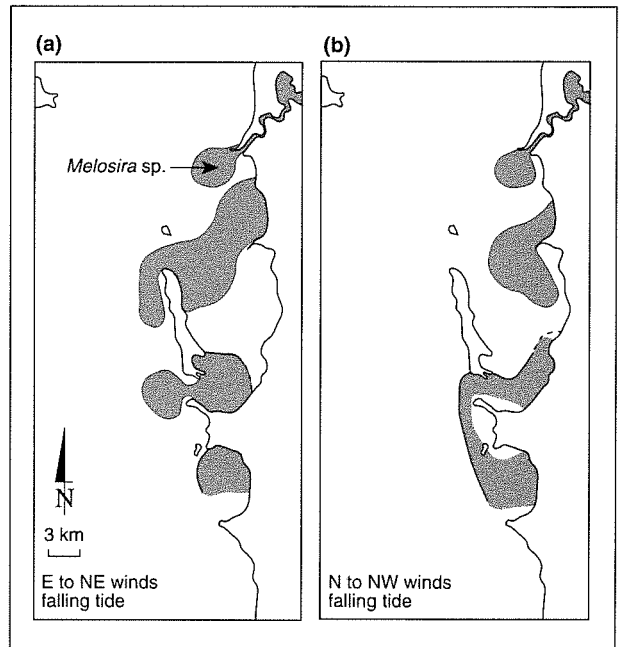 (a)
Melosira sp.
N
3 km
E to NE winds
falling tide
(b)
N to NW winds
falling tide